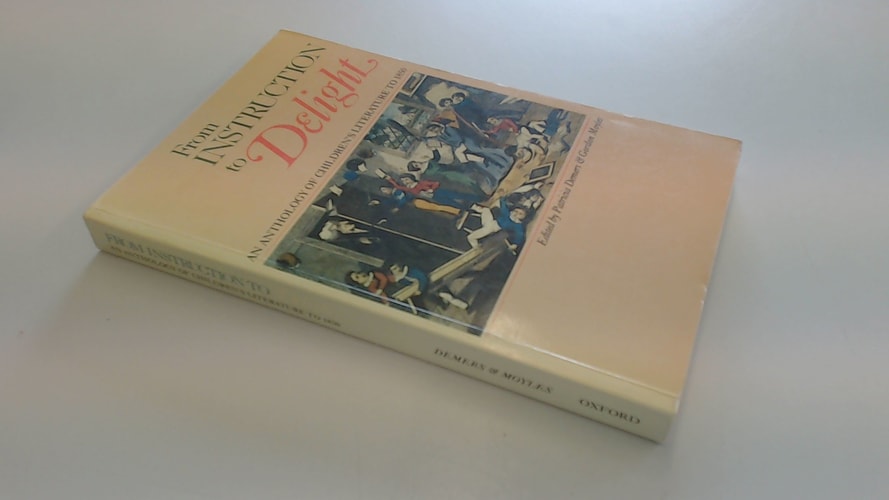 From
INSTRUCTION
to
Delight
AN ANTHOLOGY OF CHILDREN'S LITERATURE TO 1850
Edited by Patricia Demers & Gordon Moyles
FROM INSTRUCTION TO
AN ANTHOLOGY OF CHILDREN'S LITERATURE TO 1850
DEMERS & MOYLES
OXFORD